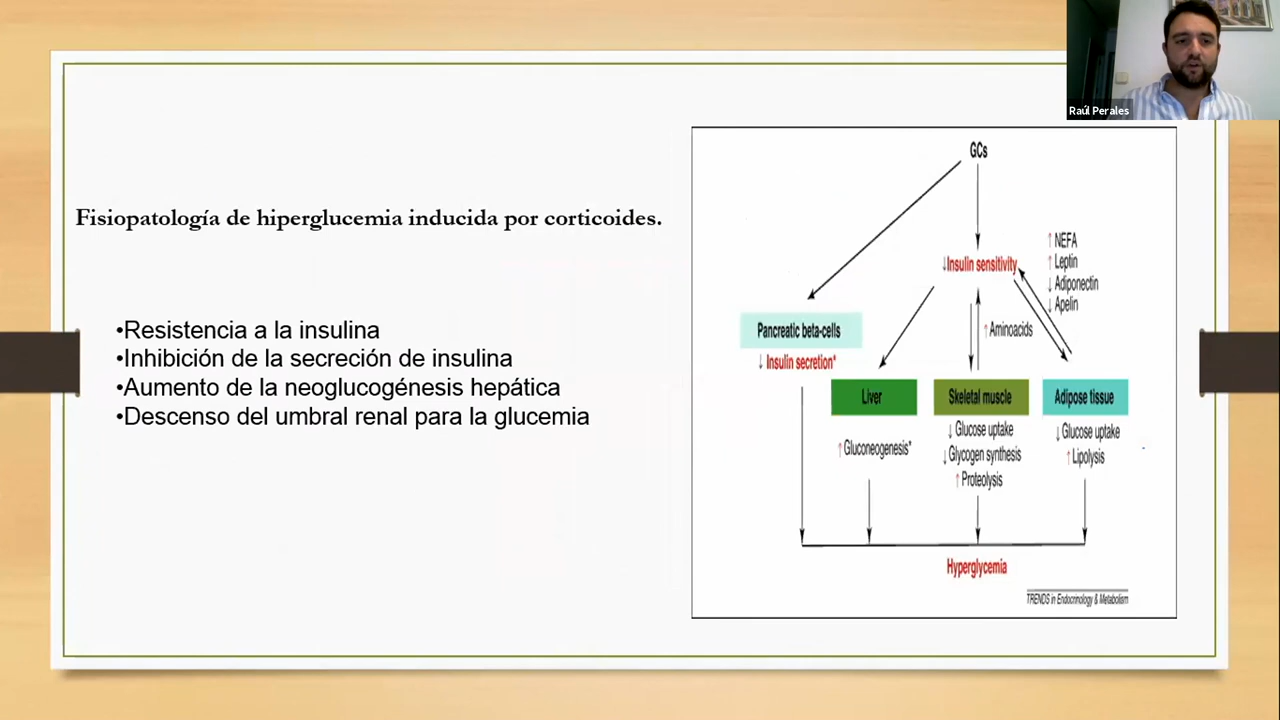 Raúl Perales
Fisiopatología de hiperglucemia inducida por corticoides.
•Resistencia a la insulina
•Inhibición de la secreción de insulina
•Aumento de la neoglucogénesis hepática
•Descenso del umbral renal para la glucemia
GCs
↓Insulin sensitivity
↑ NEFA
↑ Leptin
↓ Adiponectin
↓ Apelin
Pancreatic beta-cells
↓ Insulin secretion*
↑ Aminoacids
Liver
↑ Gluconeogenesis*
Skeletal muscle
↓ Glucose uptake
↓ Glycogen synthesis
↑ Proteolysis
Adipose tissue
↓ Glucose uptake
↑ Lipolysis
Hyperglycemia
TRENDS in Endocrinology & Metabolism